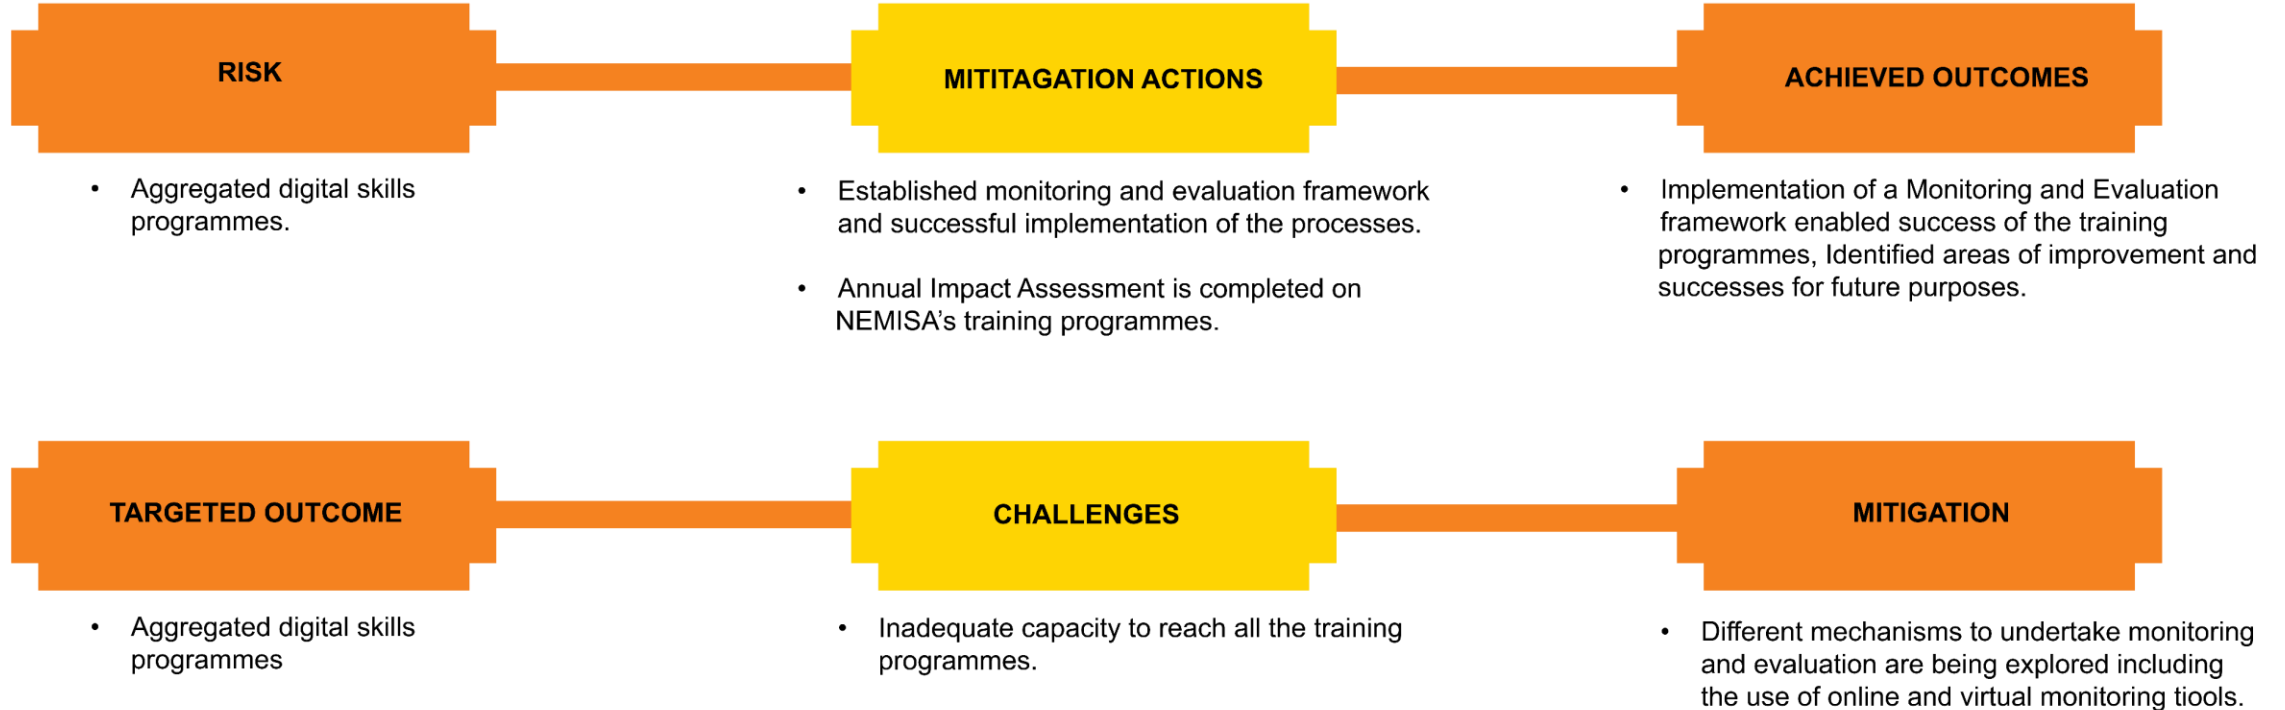 RISK
MITITAGATION ACTIONS
ACHIEVED OUTCOMES
• Aggregated digital skills
programmes.
• Established monitoring and evaluation framework
and successful implementation of the processes.
• Annual Impact Assessment is completed on
NEMISA’s training programmes.
• Implementation of a Monitoring and Evaluation
framework enabled success of the training
programmes, Identified areas of improvement and
successes for future purposes.
TARGETED OUTCOME
CHALLENGES
MITIGATION
• Aggregated digital skills
programmes
• Inadequate capacity to reach all the training
programmes.
• Different mechanisms to undertake monitoring
and evaluation are being explored including
the use of online and virtual monitoring tiools.